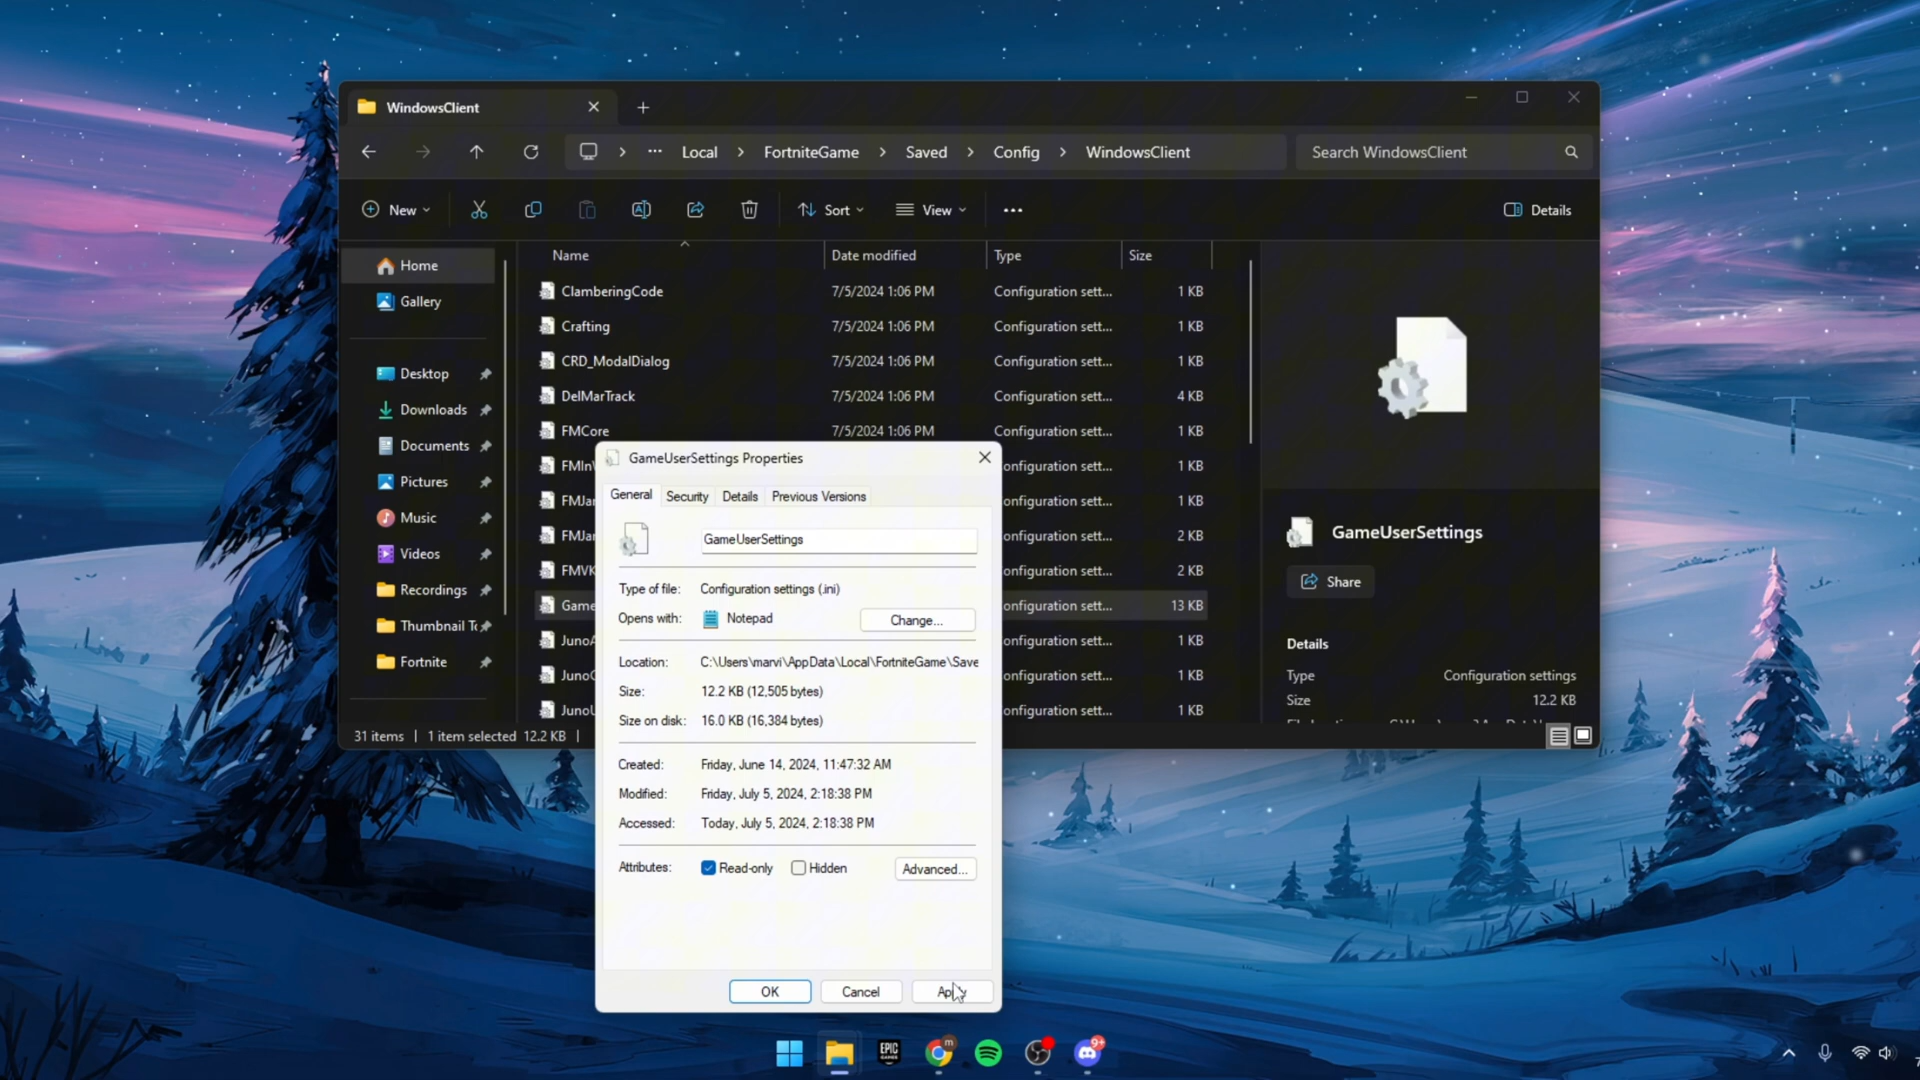 WindowsClient
Local > FortniteGame > Saved > Config > WindowsClient
Search WindowsClient
New
Sort
View
Details
Home
Gallery
Desktop
Downloads
Documents
Pictures
Music
Videos
Recordings
Thumbnail T
Fortnite
Name Date modified Type Size
ClamberingCode 7/5/2024 1:06 PM Configuration sett... 1 KB
Crafting 7/5/2024 1:06 PM Configuration sett... 1 KB
CRD_ModalDialog 7/5/2024 1:06 PM Configuration sett... 1 KB
DelMarTrack 7/5/2024 1:06 PM Configuration sett... 4 KB
FMCore 7/5/2024 1:06 PM Configuration sett... 1 KB
onfiguration sett... 1 KB
FMJar onfiguration sett... 1 KB
FMJar onfiguration sett... 2 KB
FMVK onfiguration sett... 2 KB
Game onfiguration sett... 13 KB
Juno onfiguration sett... 1 KB
Juno onfiguration sett... 1 KB
Juno onfiguration sett... 1 KB
31 items | 1 item selected 12.2 KB |
GameUserSettings
Share
Details
Type Configuration settings
Size 12.2 KB
GameUserSettings Properties
General Security Details Previous Versions
GameUserSettings
Type of file: Configuration settings (.ini)
Opens with: Notepad Change...
Location: C:\Users\marvi\AppData\Local\FortniteGame\Save
Size: 12.2 KB (12,505 bytes)
Size on disk: 16.0 KB (16,384 bytes)
Created: Friday, June 14, 2024, 11:47:32 AM
Modified: Friday, July 5, 2024, 2:18:38 PM
Accessed: Today, July 5, 2024, 2:18:38 PM
Attributes: Read-only Hidden Advanced...
OK Cancel Apply
EPIC GAMES
m
9+